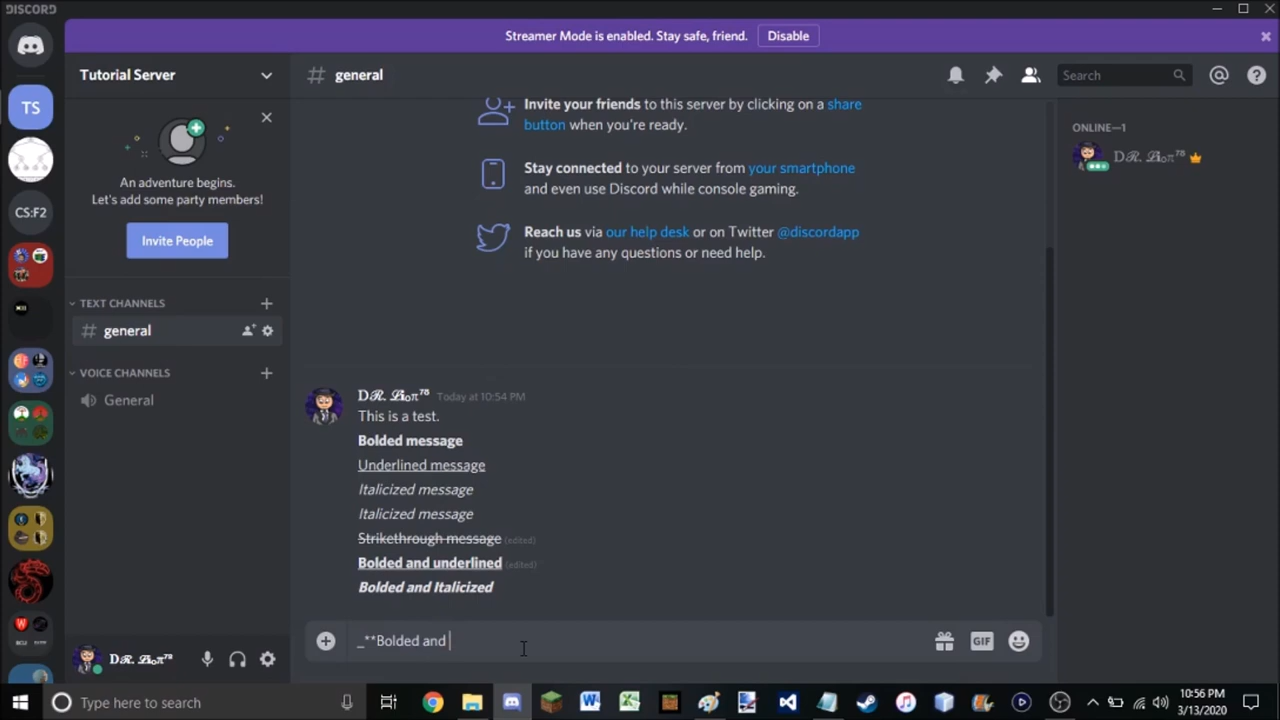 DISCORD
Streamer Mode is enabled. Stay safe, friend.
Disable
Tutorial Server
general
Search
TS
CS:F2
An adventure begins.
Let's add some party members!
Invite People
TEXT CHANNELS
general
VOICE CHANNELS
General
Invite your friends to this server by clicking on a share
button when you're ready.
Stay connected to your server from your smartphone
and even use Discord while console gaming.
Reach us via our help desk or on Twitter @discordapp
if you have any questions or need help.
Today at 10:54 PM
This is a test.
Bolded message
Underlined message
Italicized message
Italicized message
Strikethrough message (edited)
Bolded and underlined (edited)
Bolded and Italicized
_**Bolded and
GIF
ONLINE—1
Type here to search
10:56 PM
3/13/2020